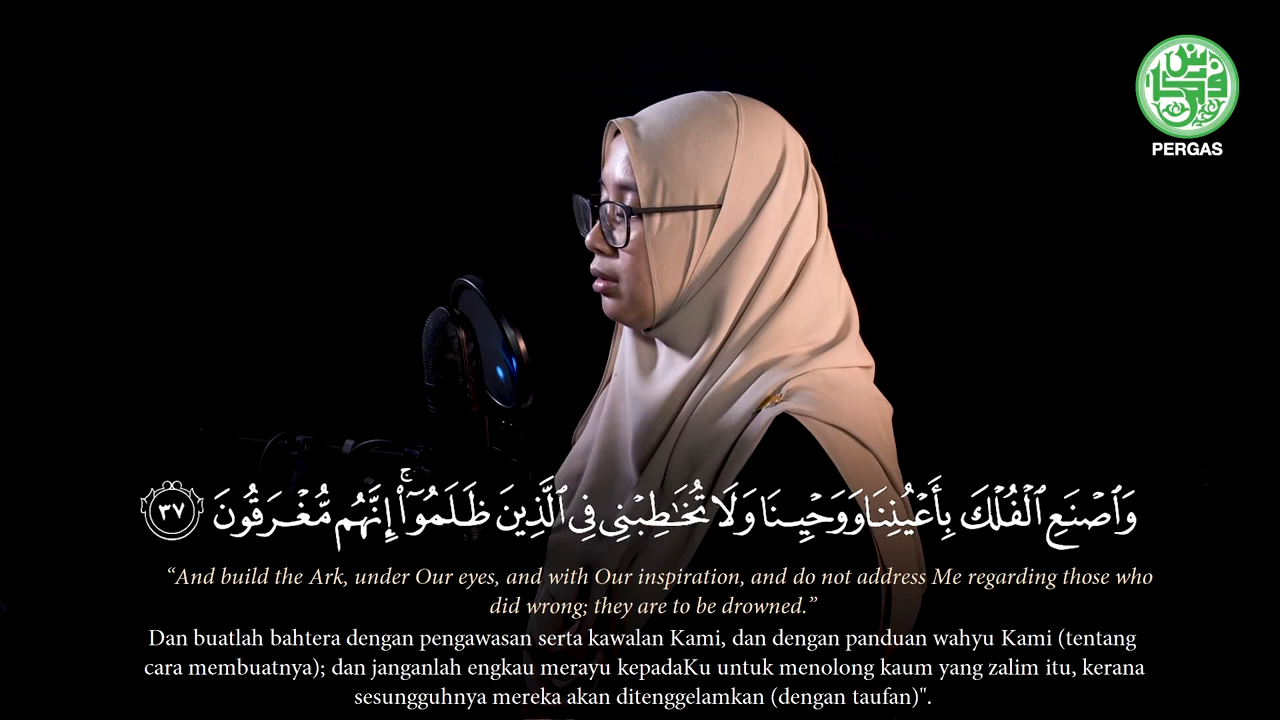 PERGAS
وَٱصْنَعِ ٱلْفُلْكَ بِأَعْيُنِنَا وَوَحْيِنَا وَلَا تُخَٰطِبْنِى فِى ٱلَّذِينَ ظَلَمُوٓا۟ ۚ إِنَّهُم مُّغْرَقُونَ ٣٧
“And build the Ark, under Our eyes, and with Our inspiration, and do not address Me regarding those who
did wrong; they are to be drowned.”
Dan buatlah bahtera dengan pengawasan serta kawalan Kami, dan dengan panduan wahyu Kami (tentang
cara membuatnya); dan janganlah engkau merayu kepadaKu untuk menolong kaum yang zalim itu, kerana
sesungguhnya mereka akan ditenggelamkan (dengan taufan)".